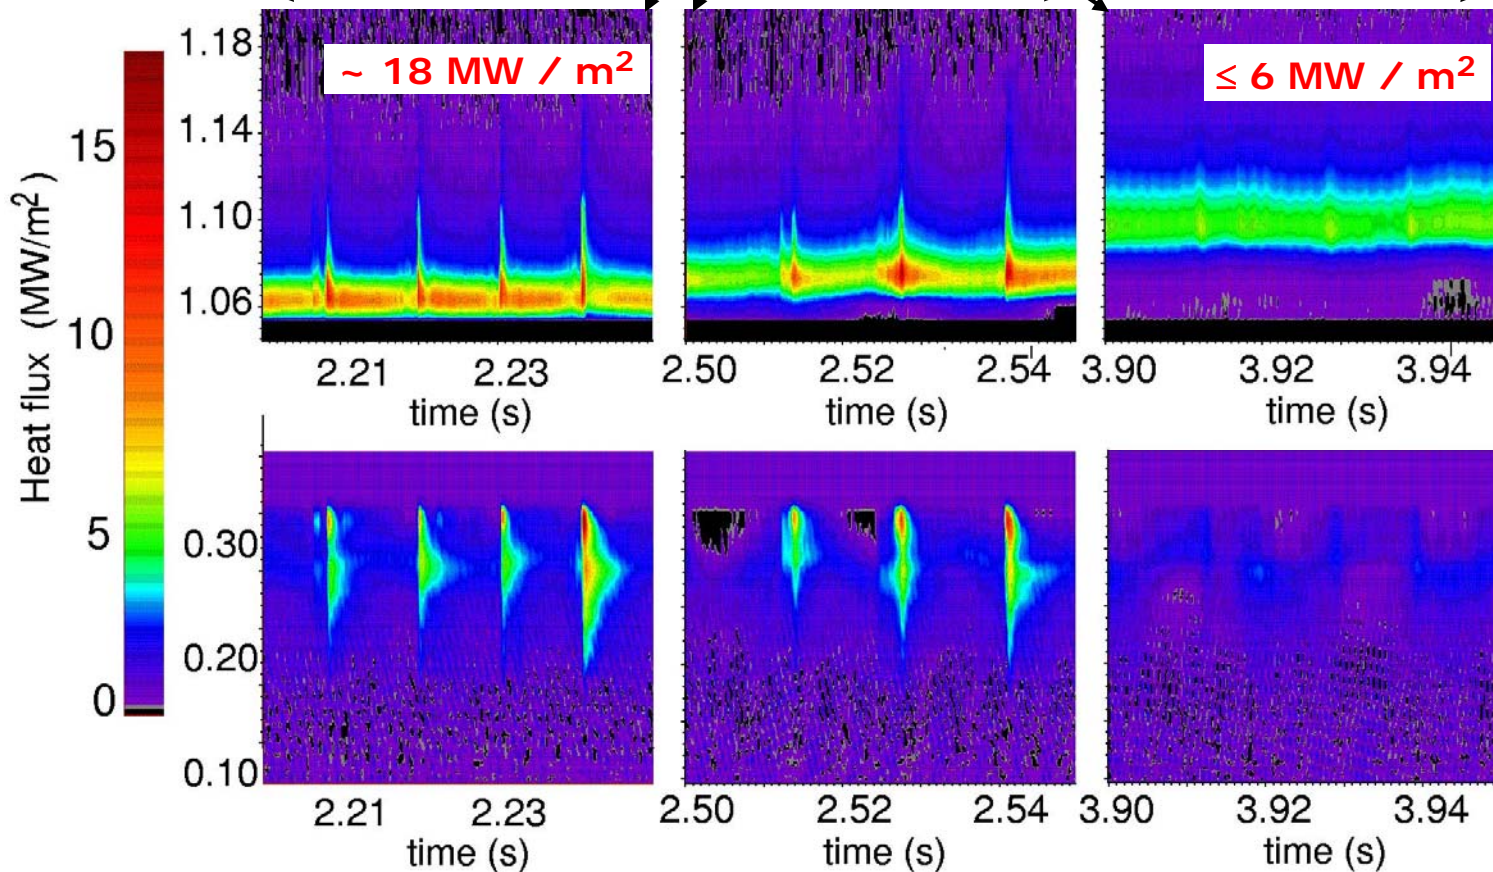 ~ 18 MW / m²
≤ 6 MW / m²
Heat flux (MW/m²)
15
10
5
0
1.18
1.14
1.10
1.06
2.21 2.23
time (s)
2.50 2.52 2.54
time (s)
3.90 3.92 3.94
time (s)
0.30
0.20
0.10
2.21 2.23
time (s)
2.50 2.52 2.54
time (s)
3.90 3.92 3.94
time (s)